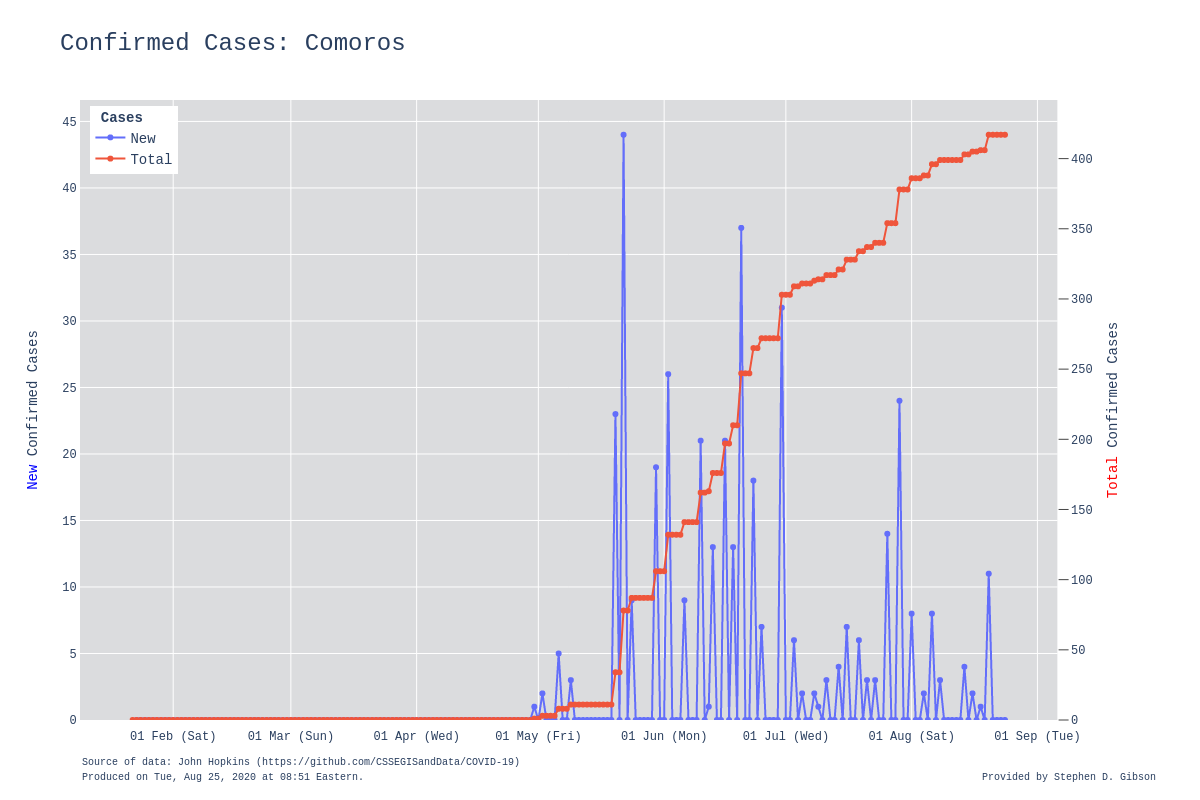 Confirmed Cases: Comoros
Cases
New
Total
45
40
35
30
25
20
15
10
5
0
400
350
300
250
200
150
100
50
0
New Confirmed Cases
Total Confirmed Cases
01 Feb (Sat)
01 Mar (Sun)
01 Apr (Wed)
01 May (Fri)
01 Jun (Mon)
01 Jul (Wed)
01 Aug (Sat)
01 Sep (Tue)
Source of data: John Hopkins (https://github.com/CSSEGISandData/COVID-19)
Produced on Tue, Aug 25, 2020 at 08:51 Eastern.
Provided by Stephen D. Gibson